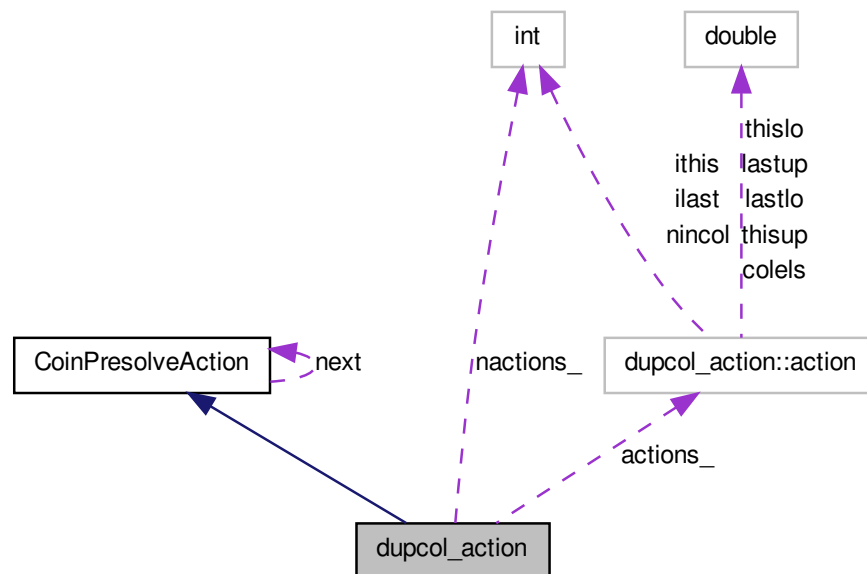 int
double
thislo
ithis
lastup
ilast
lastlo
nincol
thisup
colels
CoinPresolveAction
next
nactions_
dupcol_action::action
actions_
dupcol_action